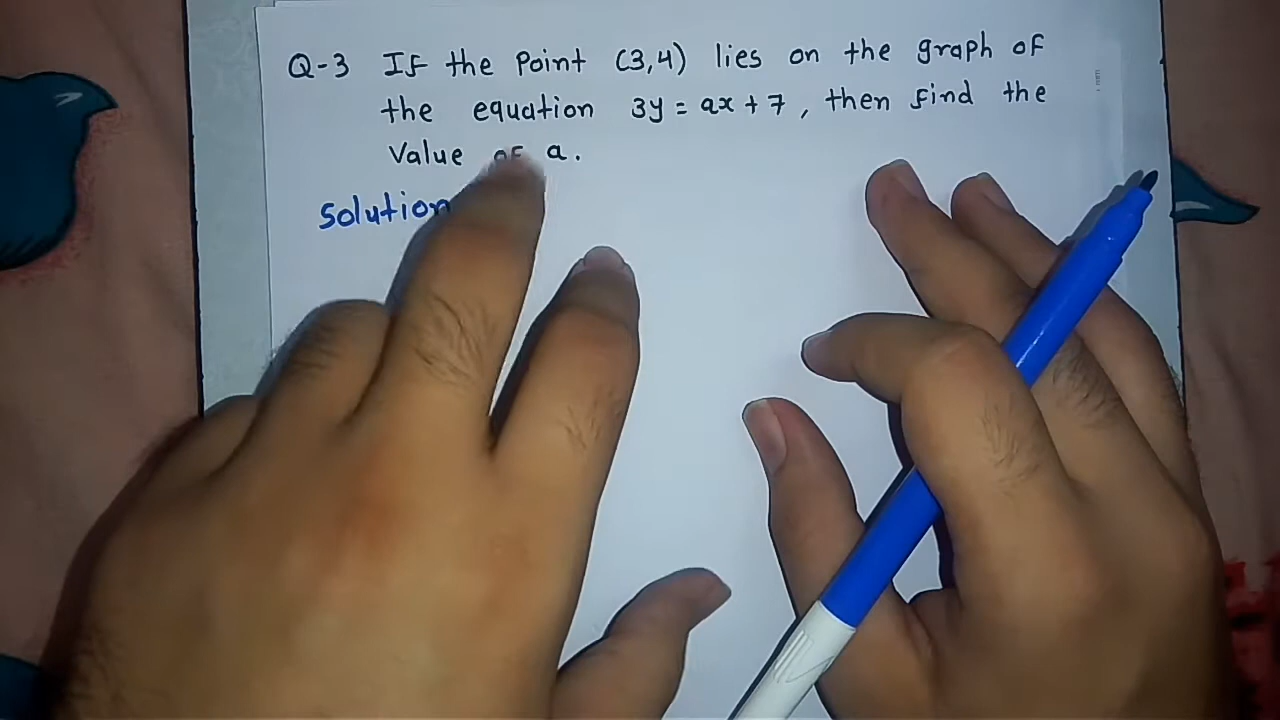 Q-3 If the Point (3,4) lies on the graph of
the equation 3y = ax + 7, then find the
Value of a.
Solution